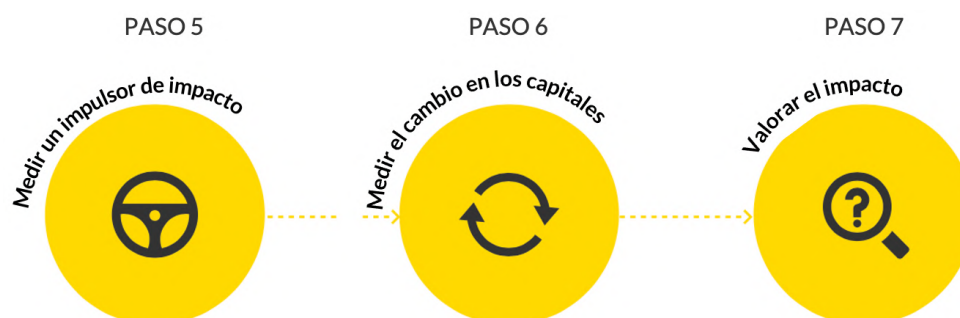 PASO 5
PASO 6
PASO 7
Medir un impulsor de impacto
Medir el cambio en los capitales
Valorar el impacto
?